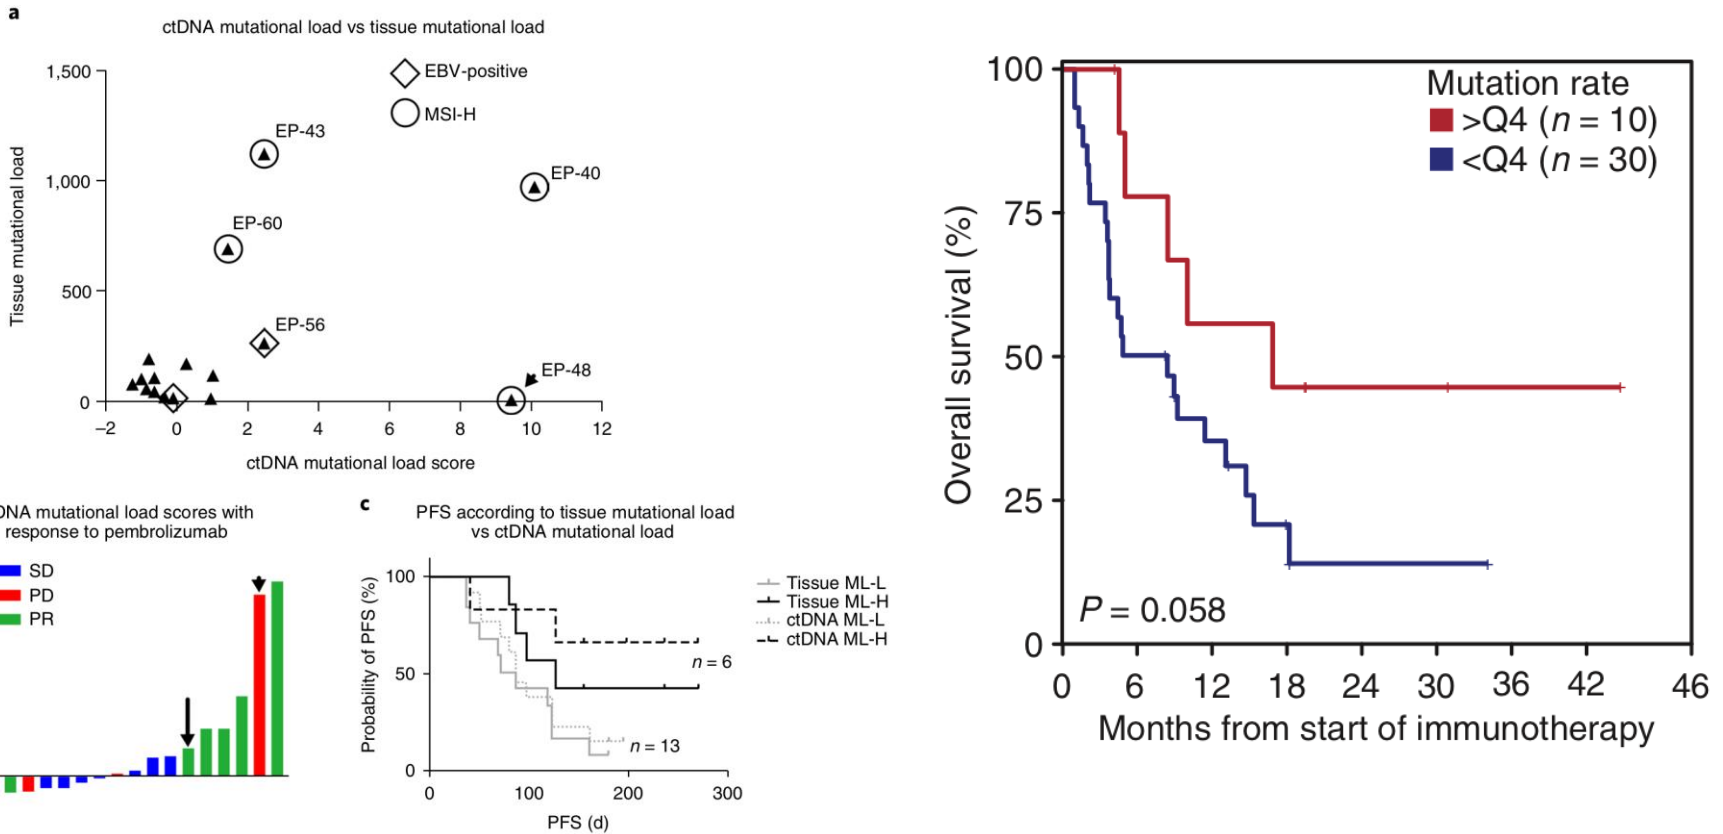 a
ctDNA mutational load vs tissue mutational load
EBV-positive
MSI-H
EP-43
EP-40
EP-60
EP-56
EP-48
Tissue mutational load
1,500
1,000
500
0
–2
0
2
4
6
8
10
12
ctDNA mutational load score
DNA mutational load scores with
response to pembrolizumab
SD
PD
PR
c
PFS according to tissue mutational load
vs ctDNA mutational load
Probability of PFS (%)
100
50
0
Tissue ML-L
Tissue ML-H
ctDNA ML-L
ctDNA ML-H
n = 6
n = 13
0
100
200
300
PFS (d)
Overall survival (%)
100
75
50
25
0
Mutation rate
>Q4 (n = 10)
<Q4 (n = 30)
P = 0.058
0
6
12
18
24
30
36
42
46
Months from start of immunotherapy